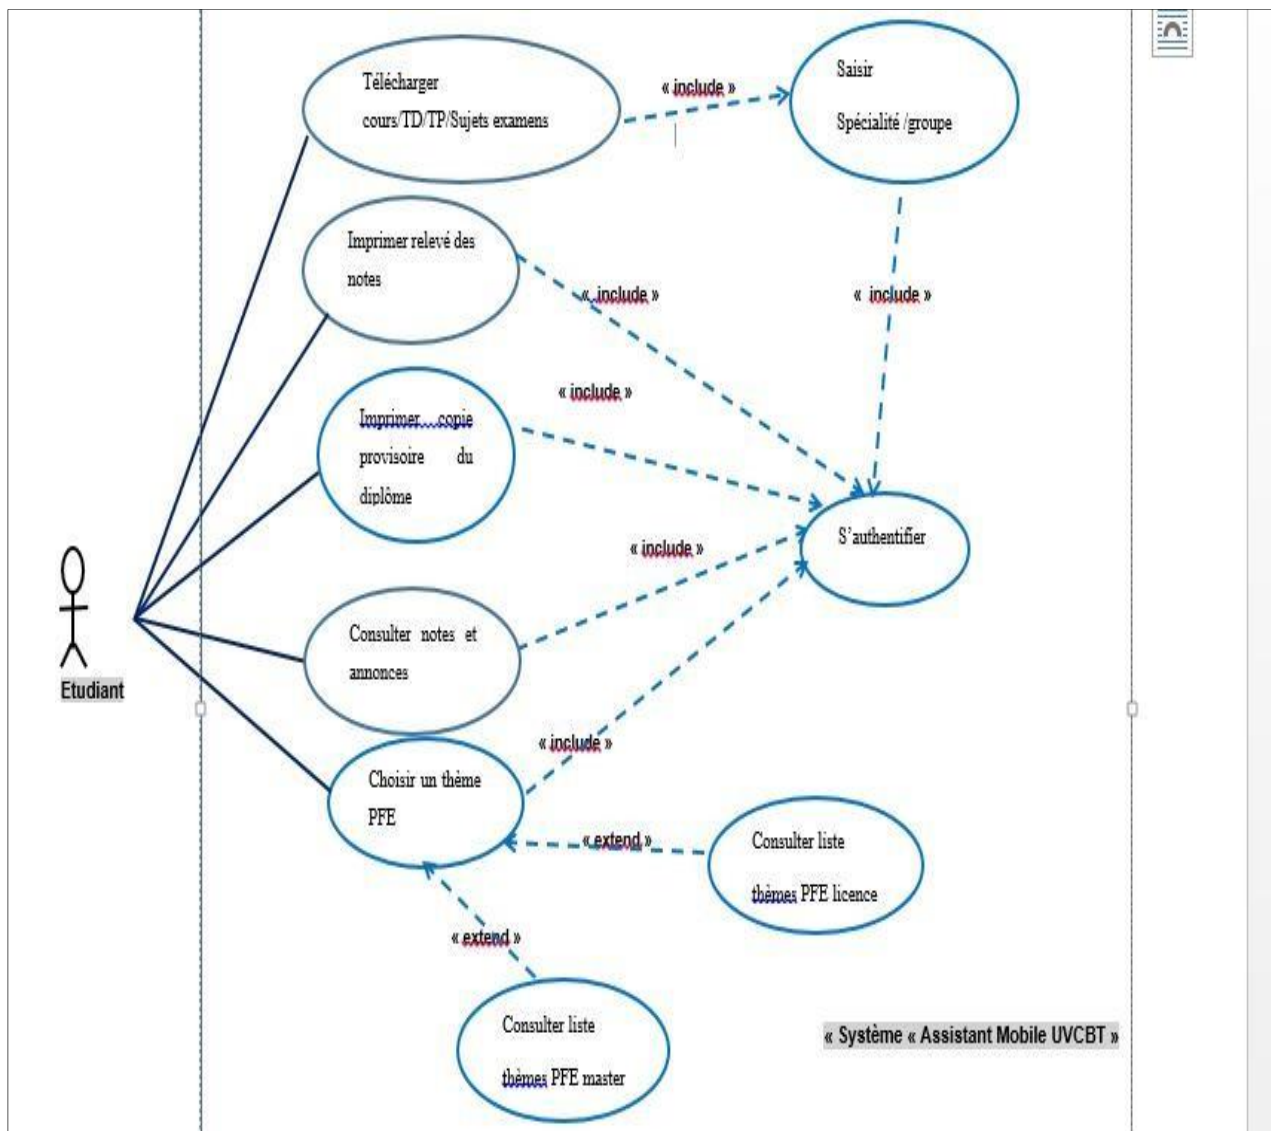 Télécharger
cours/TD/TP/Sujets examens
« include »
Saisir
Spécialité /groupe
Imprimer relevé des
notes
« include »
« include »
« include »
Imprimer copie
provisoire du
diplôme
S’authentifier
« include »
Consulter notes et
annonces
Etudiant
« include »
Choisir un thème
PFE
« extend »
Consulter liste
thèmes PFE licence
« extend »
Consulter liste
thèmes PFE master
« Système « Assistant Mobile UVCBT »